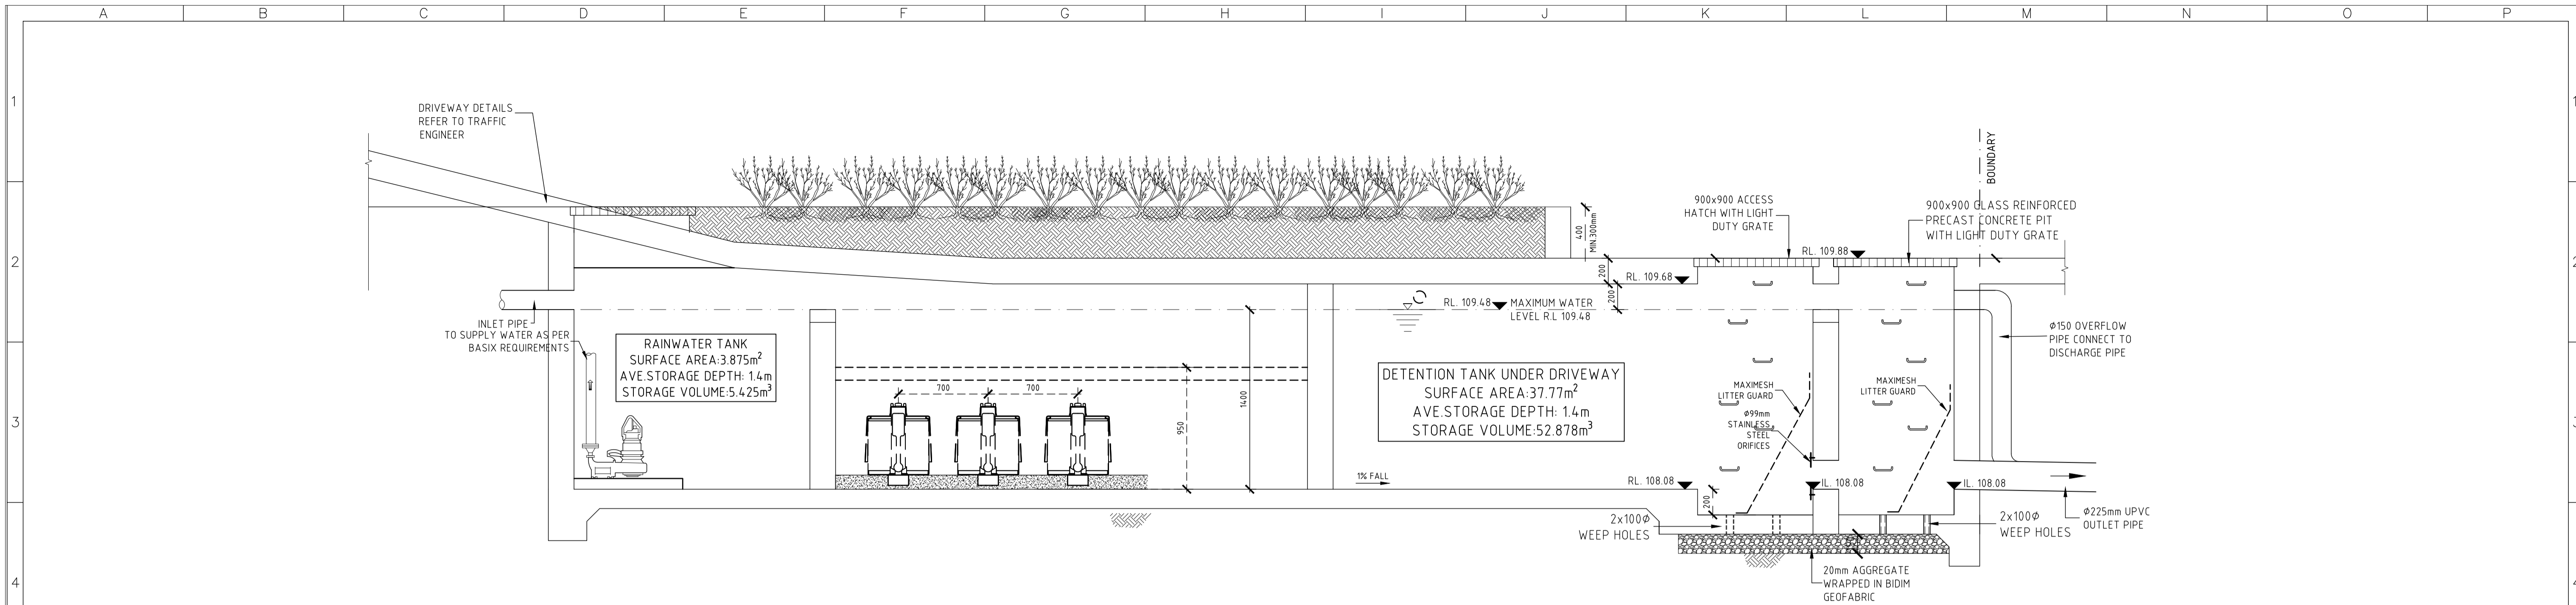 A B C D E F G H I J K L M N O P
1
1
2
2
3
3
4
4
DRIVEWAY DETAILS
REFER TO TRAFFIC
ENGINEER
BOUNDARY
900x900 ACCESS
HATCH WITH LIGHT
DUTY GRATE
900x900 GLASS REINFORCED
PRECAST CONCRETE PIT
WITH LIGHT DUTY GRATE
400
MIN.300mm
200
200
RL. 109.88
RL. 109.68
RL. 109.48
MAXIMUM WATER
LEVEL R.L 109.48
INLET PIPE
TO SUPPLY WATER AS PER
BASIX REQUIREMENTS
RAINWATER TANK
SURFACE AREA:3.875m²
AVE.STORAGE DEPTH: 1.4m
STORAGE VOLUME:5.425m³
700
700
950
1400
DETENTION TANK UNDER DRIVEWAY
SURFACE AREA:37.77m²
AVE.STORAGE DEPTH: 1.4m
STORAGE VOLUME:52.878m³
MAXIMESH
LITTER GUARD
Ø99mm
STAINLESS
STEEL
ORIFICES
MAXIMESH
LITTER GUARD
Ø150 OVERFLOW
PIPE CONNECT TO
DISCHARGE PIPE
1% FALL
RL. 108.08
IL. 108.08
IL. 108.08
200
2x100Ø
WEEP HOLES
2x100Ø
WEEP HOLES
Ø225mm UPVC
OUTLET PIPE
20mm AGGREGATE
WRAPPED IN BIDIM
GEOFABRIC